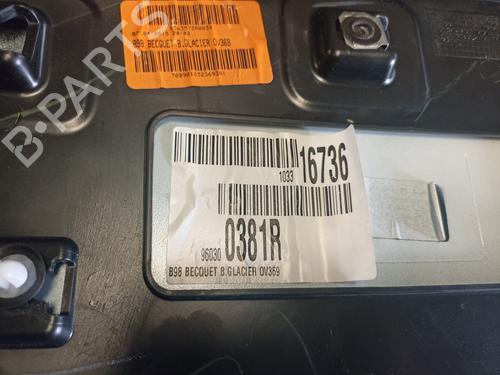 B98 BECQUET B.GLACIER OV369
B-PARTS
1033 16736
96030 0381R
B98 BECQUET B.GLACIER OV369